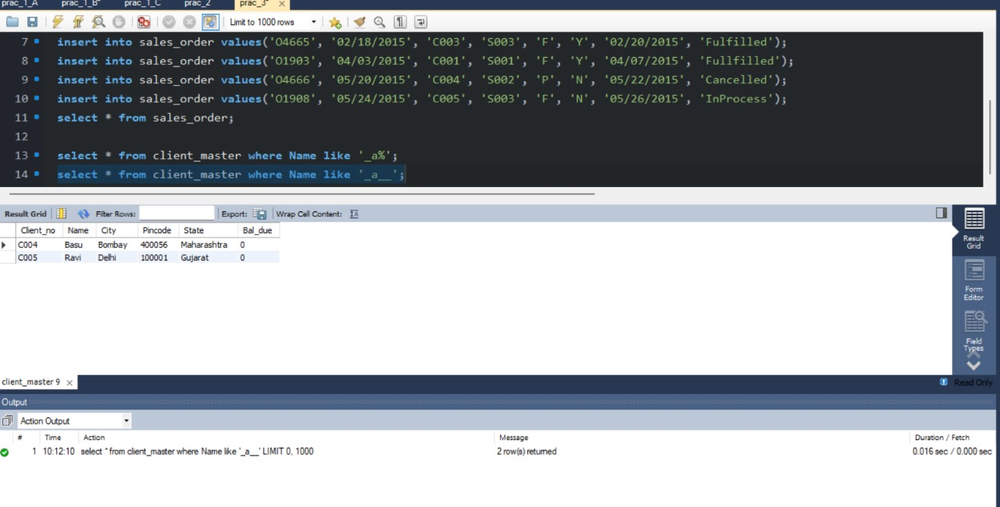 prac_1_A prac_1_B* prac_1_C prac_2 prac_3* ×
Limit to 1000 rows
7 insert into sales_order values('O4665', '02/18/2015', 'C003', 'S003', 'F', 'Y', '02/20/2015', 'Fulfilled');
8 insert into sales_order values('O1903', '04/03/2015', 'C001', 'S001', 'F', 'Y', '04/07/2015', 'Fullfilled');
9 insert into sales_order values('O4666', '05/20/2015', 'C004', 'S002', 'P', 'N', '05/22/2015', 'Cancelled');
10 insert into sales_order values('O1908', '05/24/2015', 'C005', 'S003', 'F', 'N', '05/26/2015', 'InProcess');
11 select * from sales_order;
12
13 select * from client_master where Name like '_a%';
14 select * from client_master where Name like '_a__';
Result Grid Filter Rows: Export: Wrap Cell Content: IA
Client_no Name City Pincode State Bal_due
C004 Basu Bombay 400056 Maharashtra 0
C005 Ravi Delhi 100001 Gujarat 0
Result
Grid
Form
Editor
Field
Types
client_master 9 × Read Only
Output
Action Output
# Time Action Message Duration / Fetch
1 10:12:10 select * from client_master where Name like '_a__' LIMIT 0, 1000 2 row(s) returned 0.016 sec / 0.000 sec